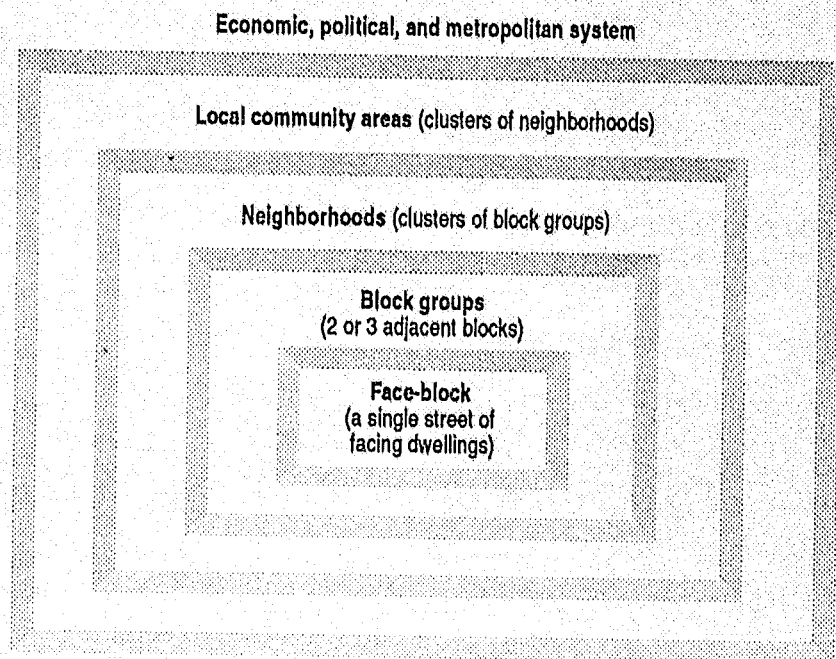 Economic, political, and metropolitan system
Local community areas (clusters of neighborhoods)
Neighborhoods (clusters of block groups)
Block groups
(2 or 3 adjacent blocks)
Face-block
(a single street of
facing dwellings)